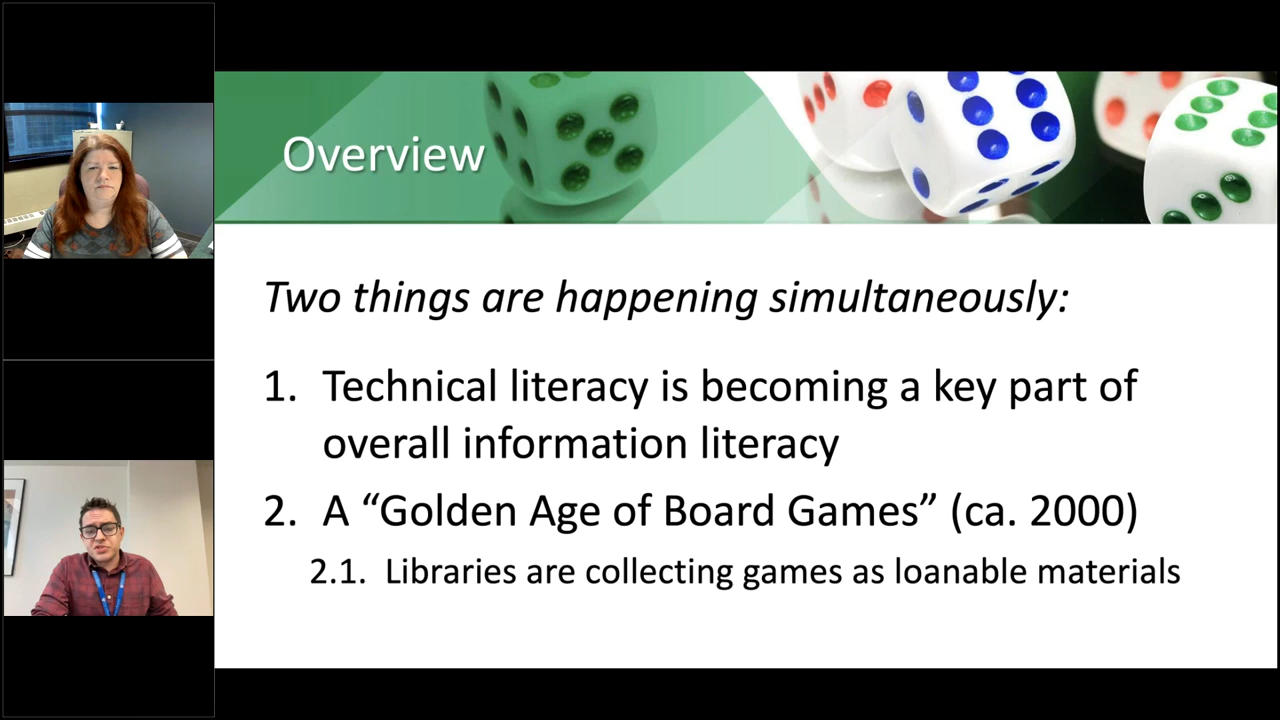 Overview
Two things are happening simultaneously:
1. Technical literacy is becoming a key part of
overall information literacy
2. A “Golden Age of Board Games” (ca. 2000)
2.1. Libraries are collecting games as loanable materials